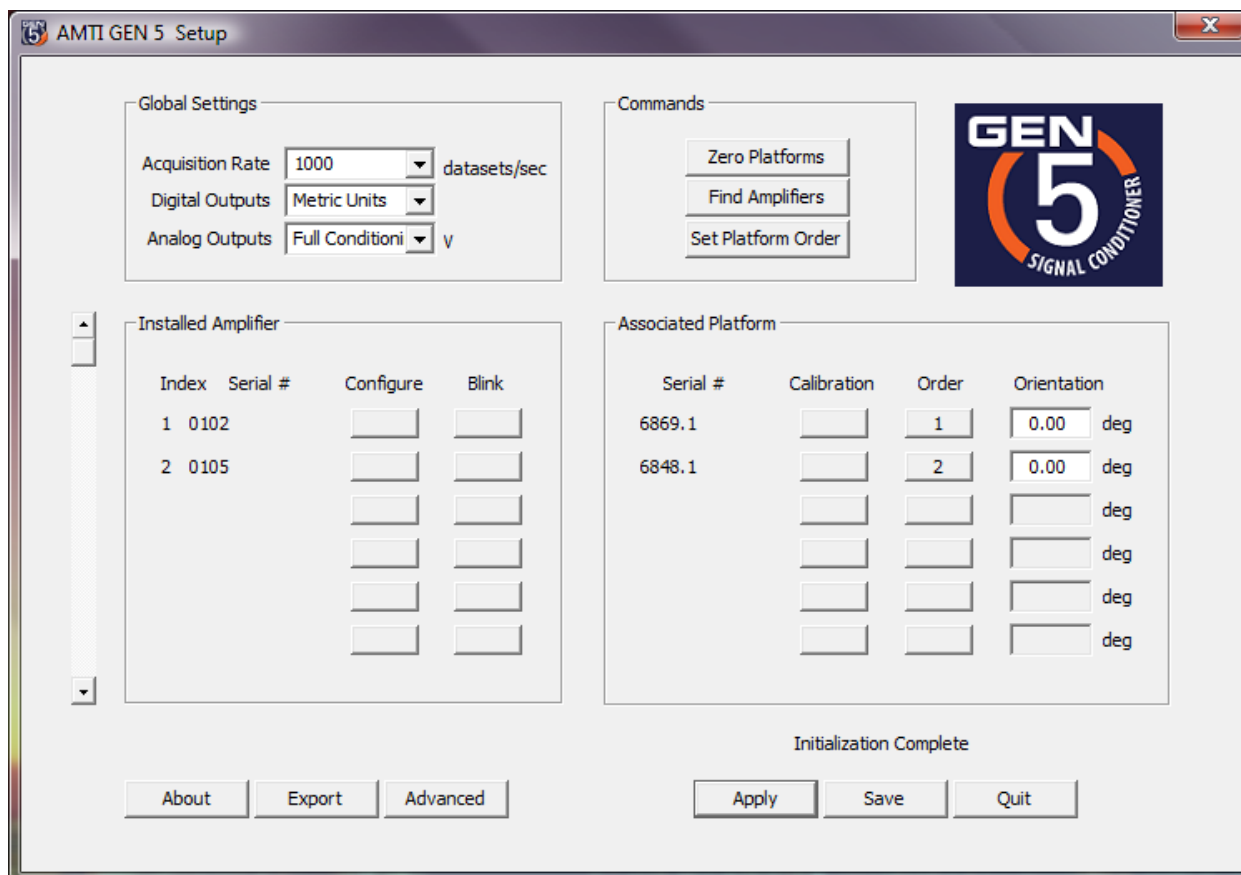 AMTI GEN 5 Setup
Global Settings
Acquisition Rate 1000 datasets/sec
Digital Outputs Metric Units
Analog Outputs Full Conditioni V
Commands
Zero Platforms
Find Amplifiers
Set Platform Order
GEN
5
SIGNAL CONDITIONER
Installed Amplifier
Index Serial # Configure Blink
1 0102
2 0105
Associated Platform
Serial # Calibration Order Orientation
6869.1 1 0.00 deg
6848.1 2 0.00 deg
deg
deg
deg
deg
Initialization Complete
About Export Advanced Apply Save Quit